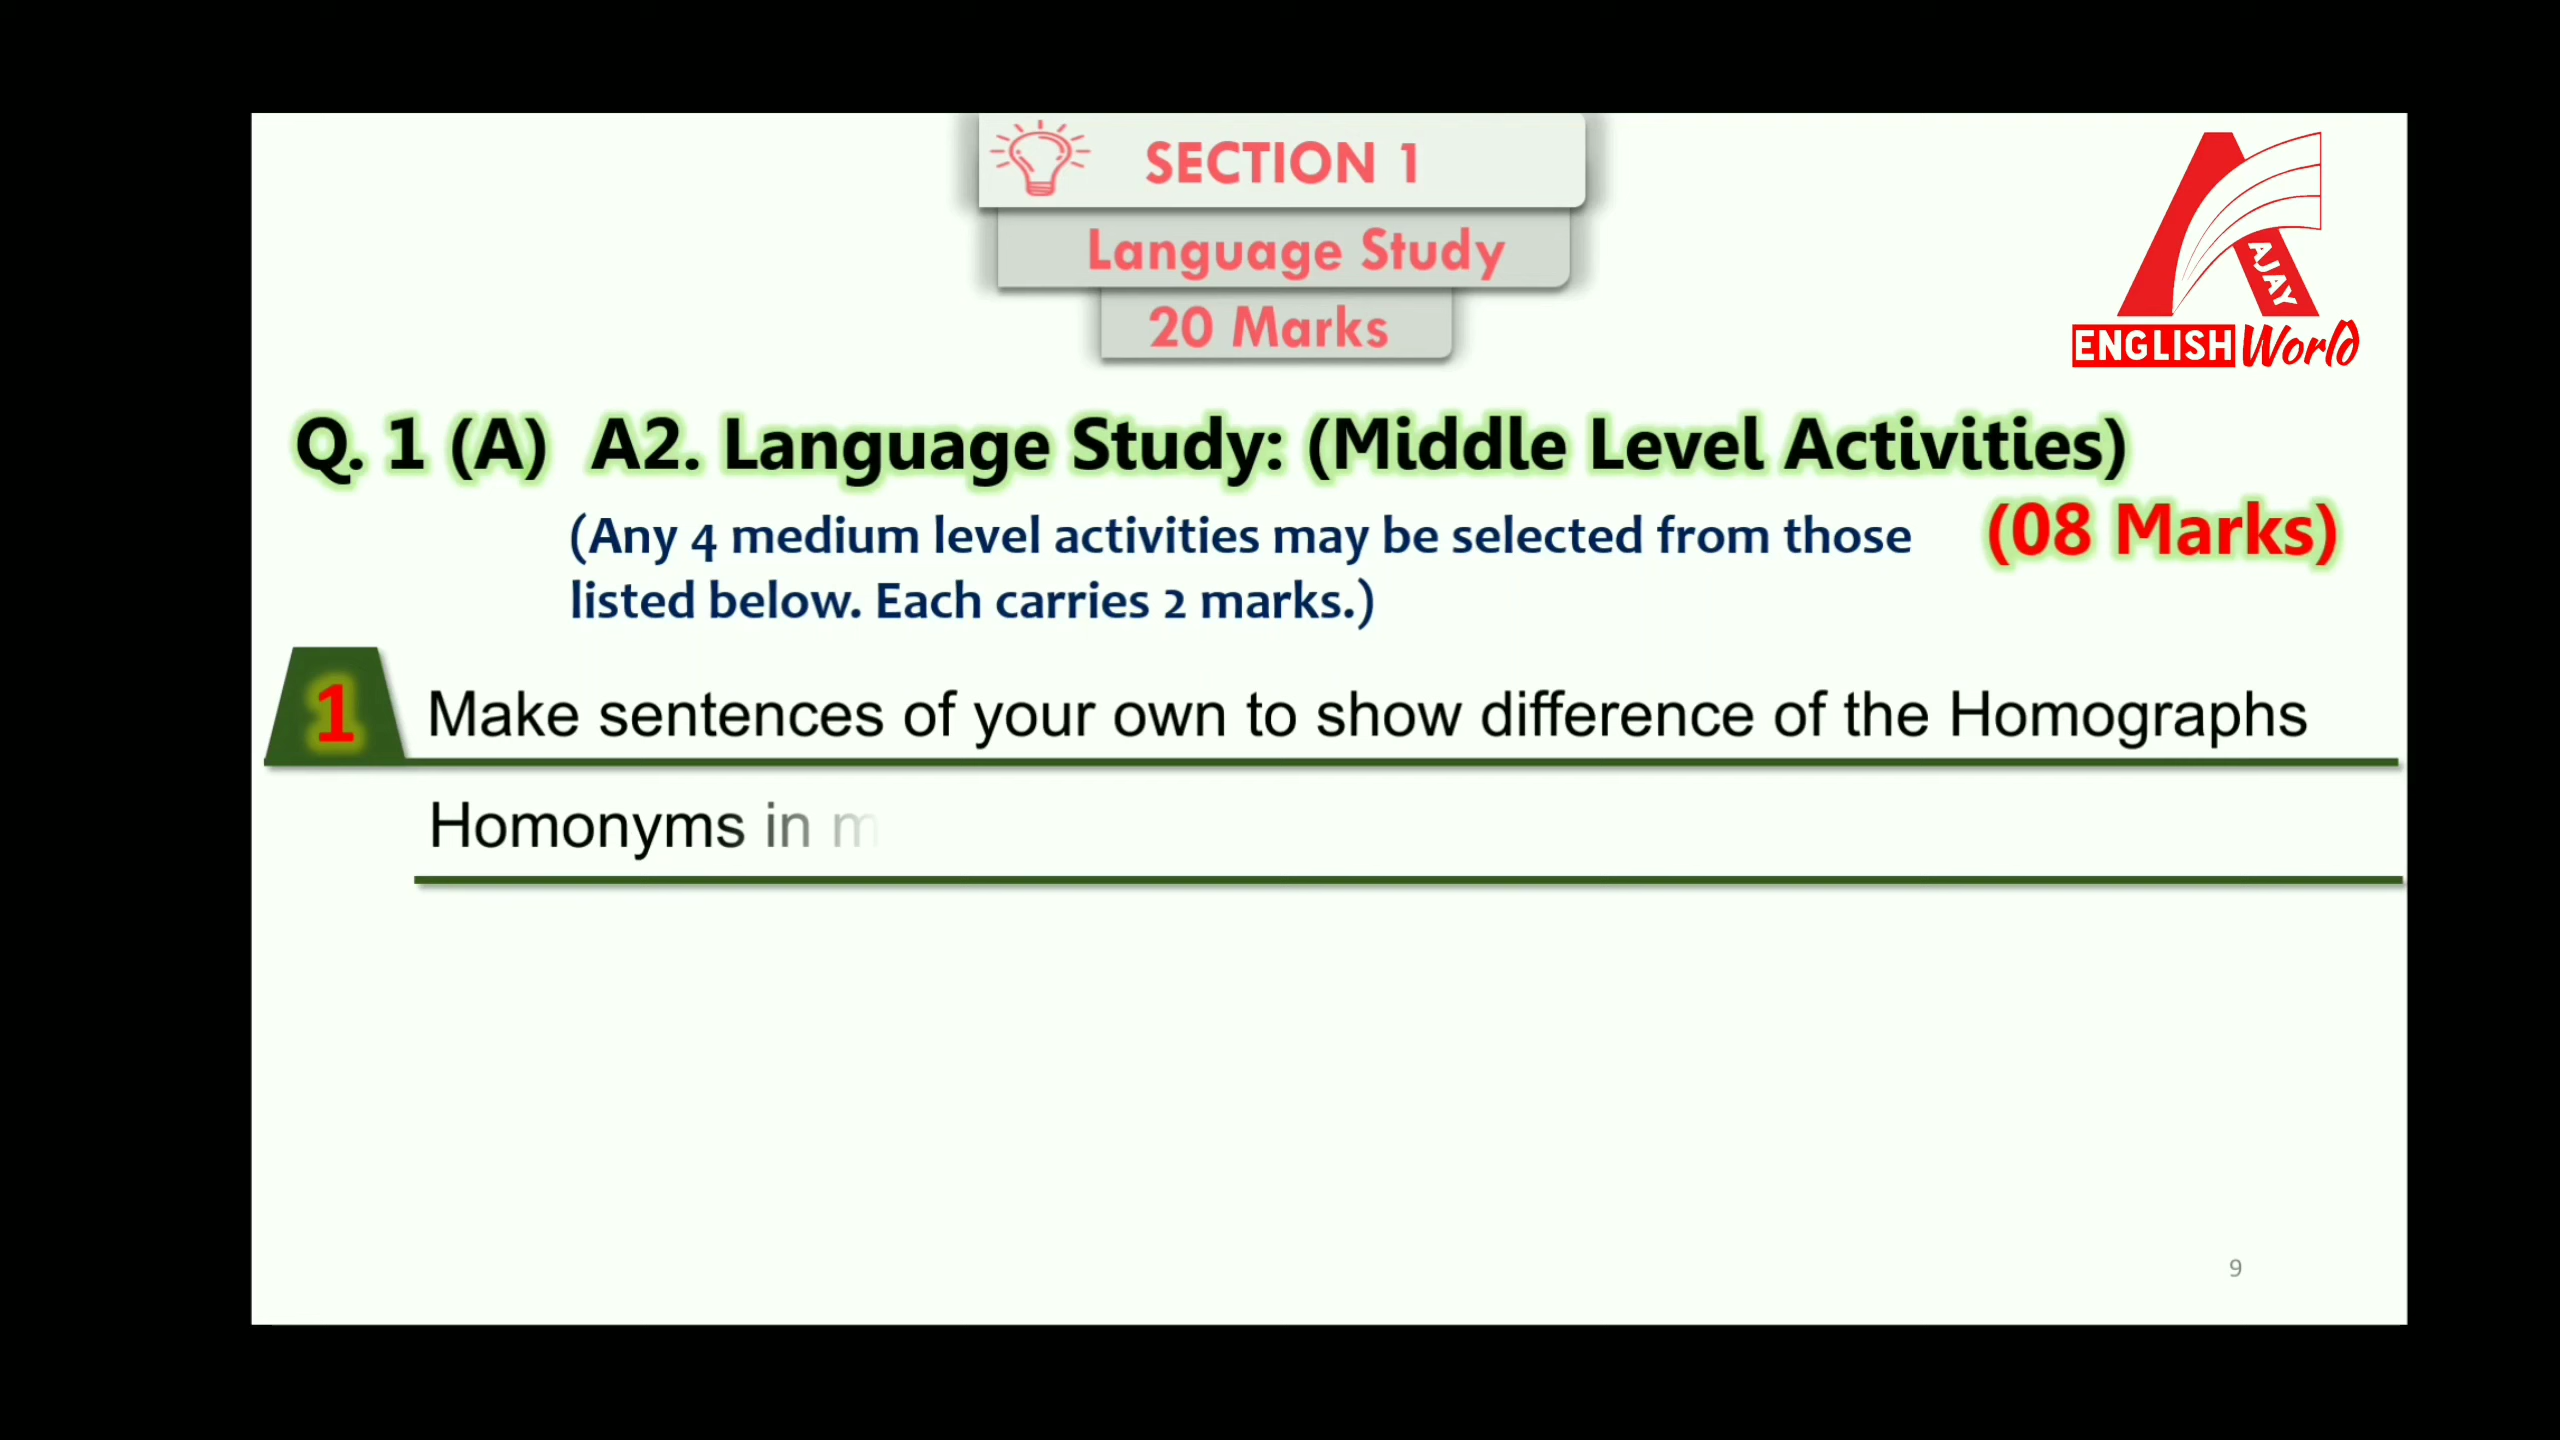 SECTION 1
Language Study
20 Marks
AJAY
ENGLISH World
Q. 1 (A) A2. Language Study: (Middle Level Activities)
(Any 4 medium level activities may be selected from those (08 Marks)
listed below. Each carries 2 marks.)
1 Make sentences of your own to show difference of the Homographs
Homonyms in m
9